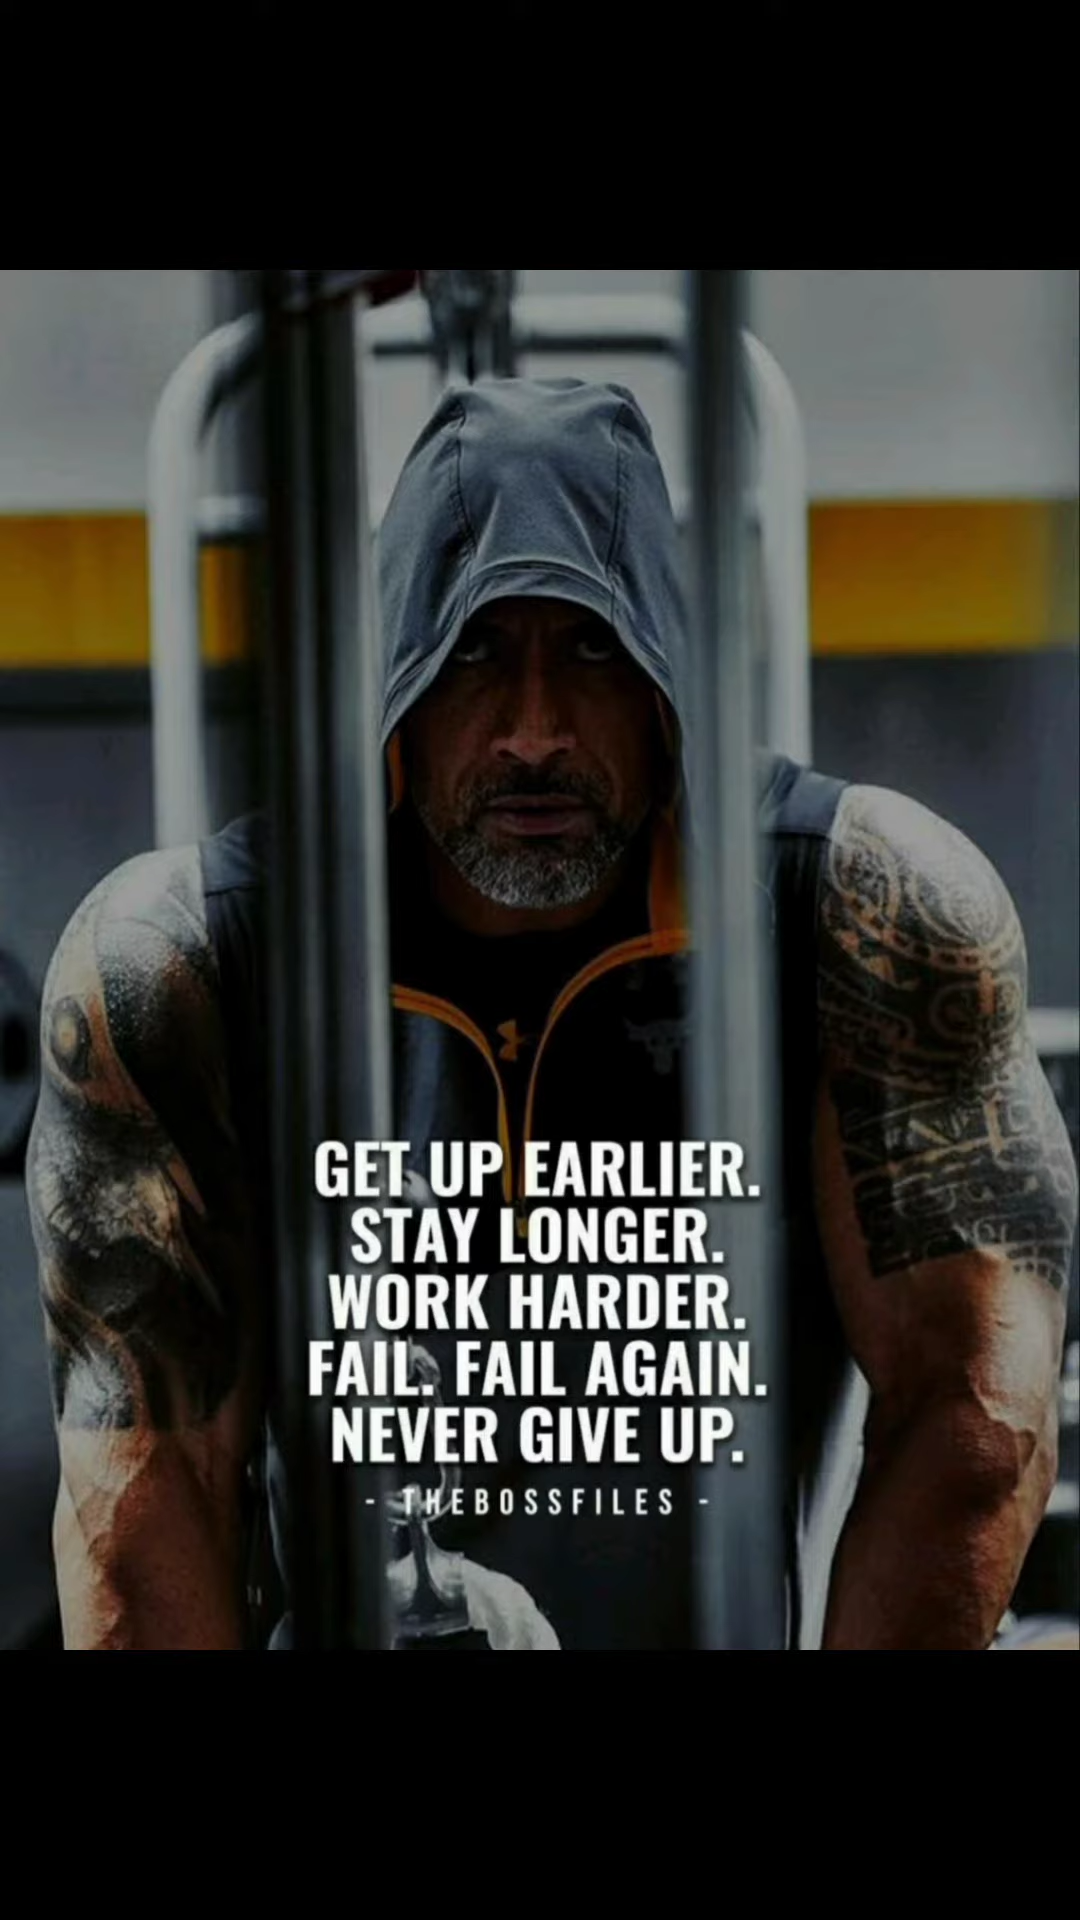 GET UP EARLIER.
STAY LONGER.
WORK HARDER.
FAIL. FAIL AGAIN.
NEVER GIVE UP.
- THEBOSSFILES -